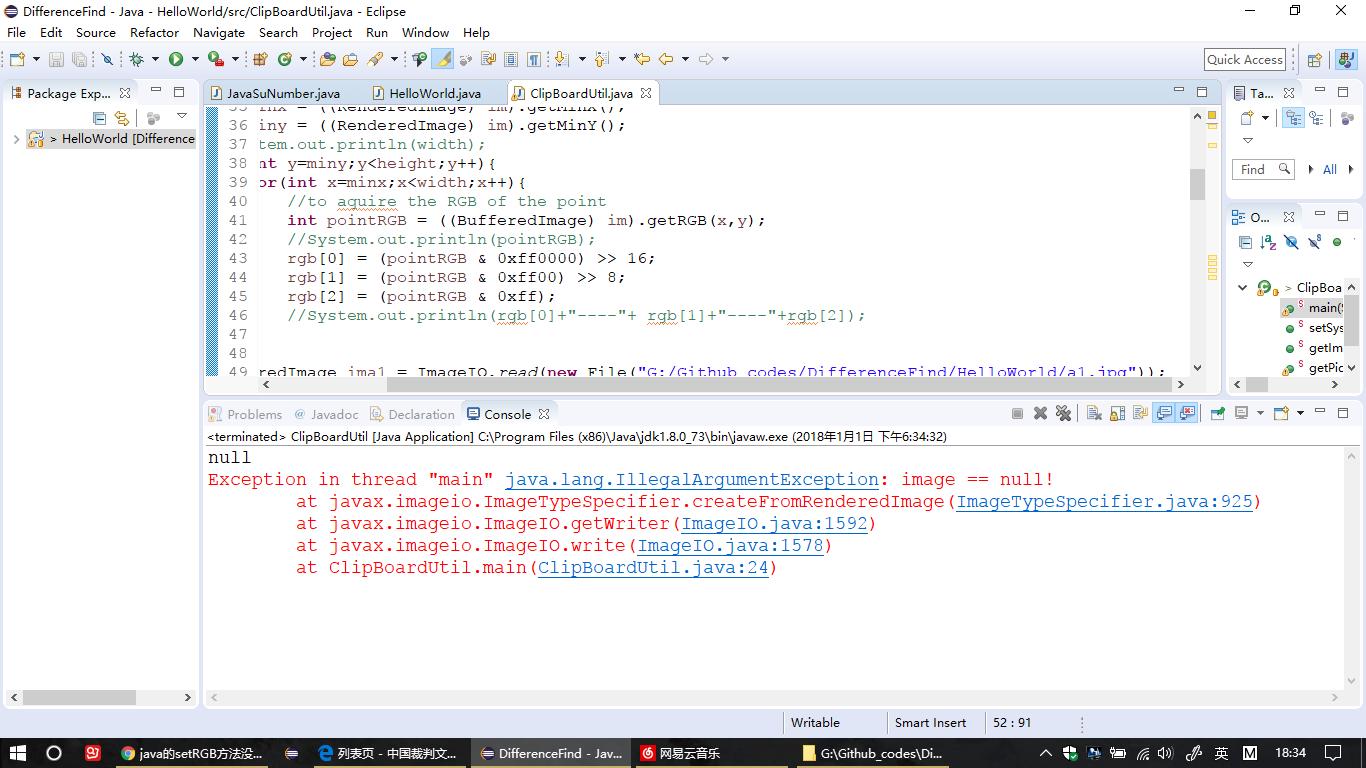 DifferenceFind - Java - HelloWorld/src/ClipBoardUtil.java - Eclipse
File Edit Source Refactor Navigate Search Project Run Window Help
Quick Access
Package Exp...
JavaSuNumber.java HelloWorld.java ClipBoardUtil.java
Ta...
> HelloWorld [Difference
36 iny = ((RenderedImage) im).getMinY();
37 tem.out.println(width);
38 nt y=miny;y<height;y++){
39 or(int x=minx;x<width;x++){
40 //to aquire the RGB of the point
41 int pointRGB = ((BufferedImage) im).getRGB(x,y);
42 //System.out.println(pointRGB);
43 rgb[0] = (pointRGB & 0xff0000) >> 16;
44 rgb[1] = (pointRGB & 0xff00) >> 8;
45 rgb[2] = (pointRGB & 0xff);
46 //System.out.println(rgb[0]+"----"+ rgb[1]+"----"+rgb[2]);
47
48
49 redImage ima1 = ImageIO.read(new File("G:/Github_codes/DifferenceFind/HelloWorld/a1.jpg"));
Find All
O...
> ClipBoa
main(S
setSys
getIm
getPic
Problems @ Javadoc Declaration Console
<terminated> ClipBoardUtil [Java Application] C:\Program Files (x86)\Java\jdk1.8.0_73\bin\javaw.exe (2018年1月1日 下午6:34:32)
null
Exception in thread "main" java.lang.IllegalArgumentException: image == null!
at javax.imageio.ImageTypeSpecifier.createFromRenderedImage(ImageTypeSpecifier.java:925)
at javax.imageio.ImageIO.getWriter(ImageIO.java:1592)
at javax.imageio.ImageIO.write(ImageIO.java:1578)
at ClipBoardUtil.main(ClipBoardUtil.java:24)
Writable Smart Insert 52 : 91
java的setRGB方法没... 列表页 - 中国裁判文... DifferenceFind - Jav... 网易云音乐 G:\Github_codes\Di... 英 M 18:34